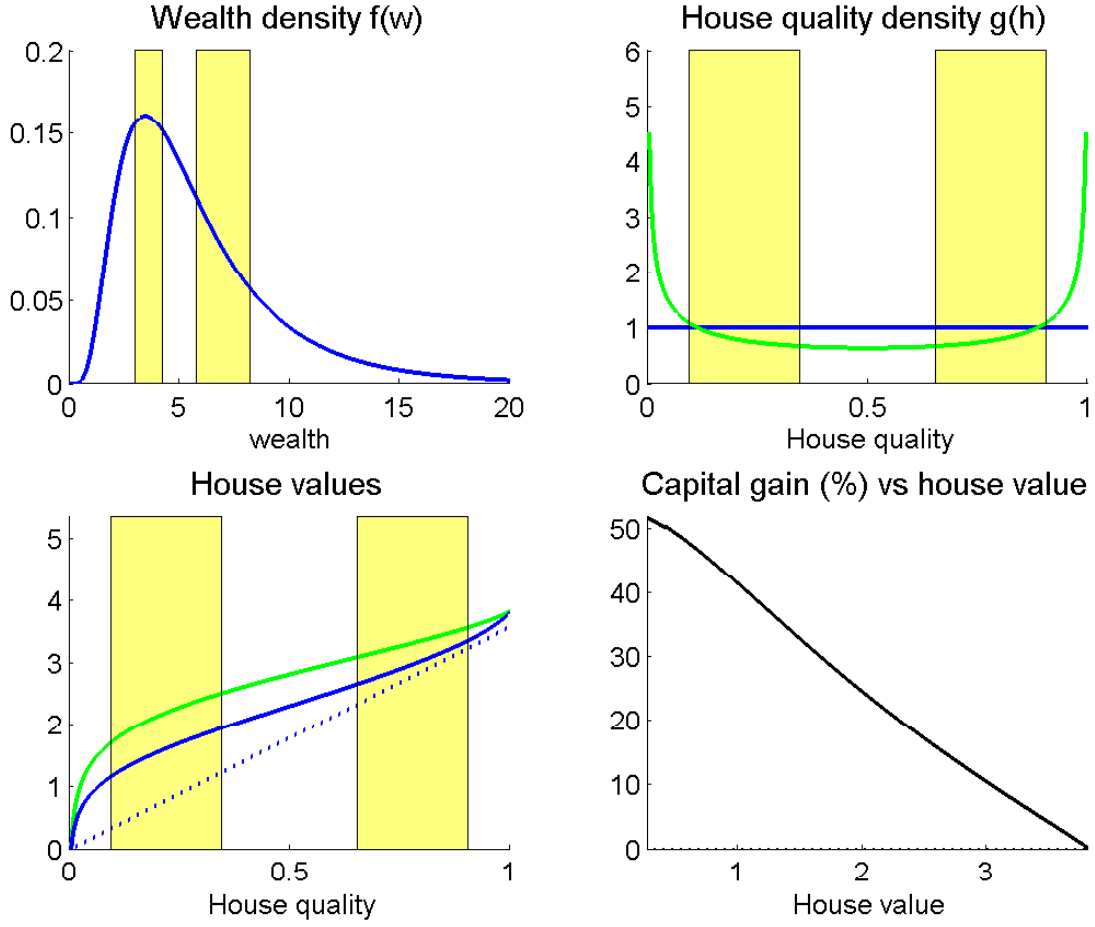 Wealth density f(w)
0.2
0.15
0.1
0.05
0
0 5 10 15 20
wealth
House quality density g(h)
6
5
4
3
2
1
0
0 0.5 1
House quality
House values
5
4
3
2
1
0
0 0.5 1
House quality
Capital gain (%) vs house value
50
40
30
20
10
0
1 2 3
House value